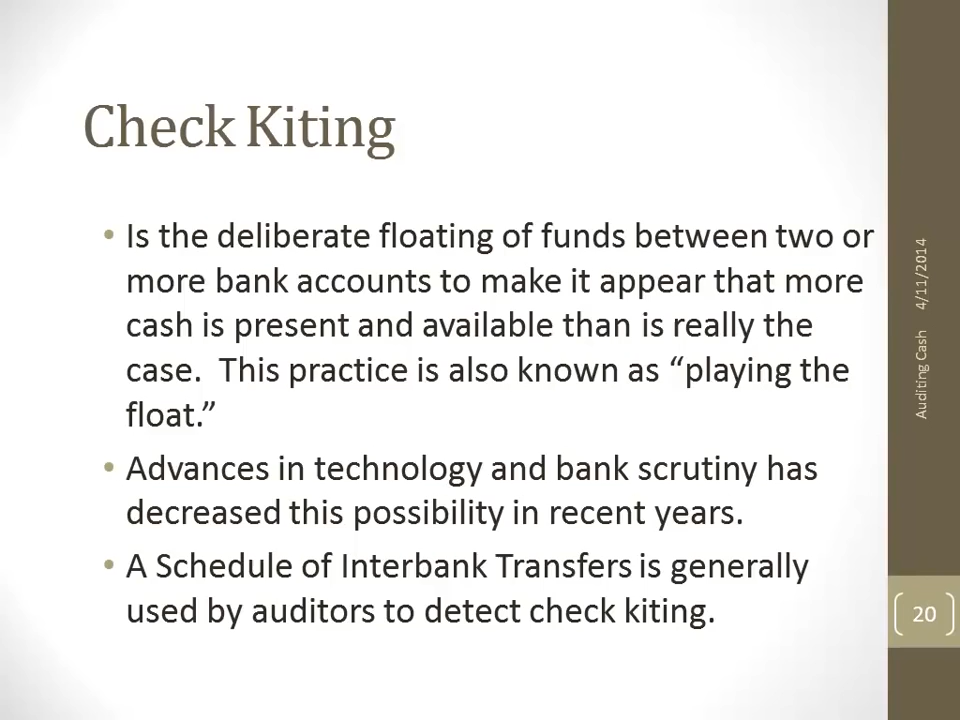 Check Kiting
• Is the deliberate floating of funds between two or
more bank accounts to make it appear that more
cash is present and available than is really the
case.  This practice is also known as “playing the
float.”
• Advances in technology and bank scrutiny has
decreased this possibility in recent years.
• A Schedule of Interbank Transfers is generally
used by auditors to detect check kiting.
Auditing Cash 4/11/2014
20